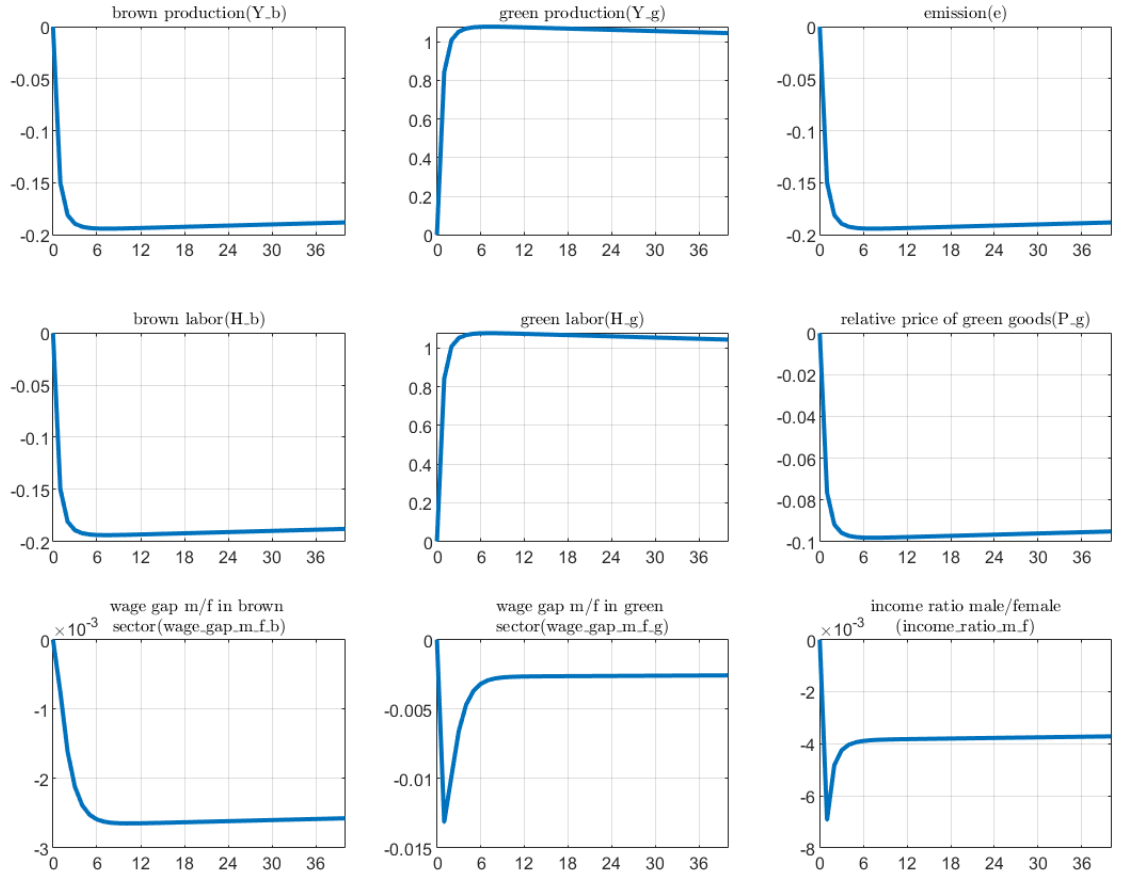 brown production(Y_b)
0
-0.05
-0.1
-0.15
-0.2
0 6 12 18 24 30 36
green production(Y_g)
1
0.8
0.6
0.4
0.2
0
0 6 12 18 24 30 36
emission(e)
0
-0.05
-0.1
-0.15
-0.2
0 6 12 18 24 30 36
brown labor(H_b)
0
-0.05
-0.1
-0.15
-0.2
0 6 12 18 24 30 36
green labor(H_g)
1
0.8
0.6
0.4
0.2
0
0 6 12 18 24 30 36
relative price of green goods(P_g)
0
-0.02
-0.04
-0.06
-0.08
-0.1
0 6 12 18 24 30 36
wage gap m/f in brown
sector(wage_gap_m_f_b)
×10⁻³
0
-1
-2
-3
0 6 12 18 24 30 36
wage gap m/f in green
sector(wage_gap_m_f_g)
0
-0.005
-0.01
-0.015
0 6 12 18 24 30 36
income ratio male/female
(income_ratio_m_f)
×10⁻³
0
-2
-4
-6
-8
0 6 12 18 24 30 36